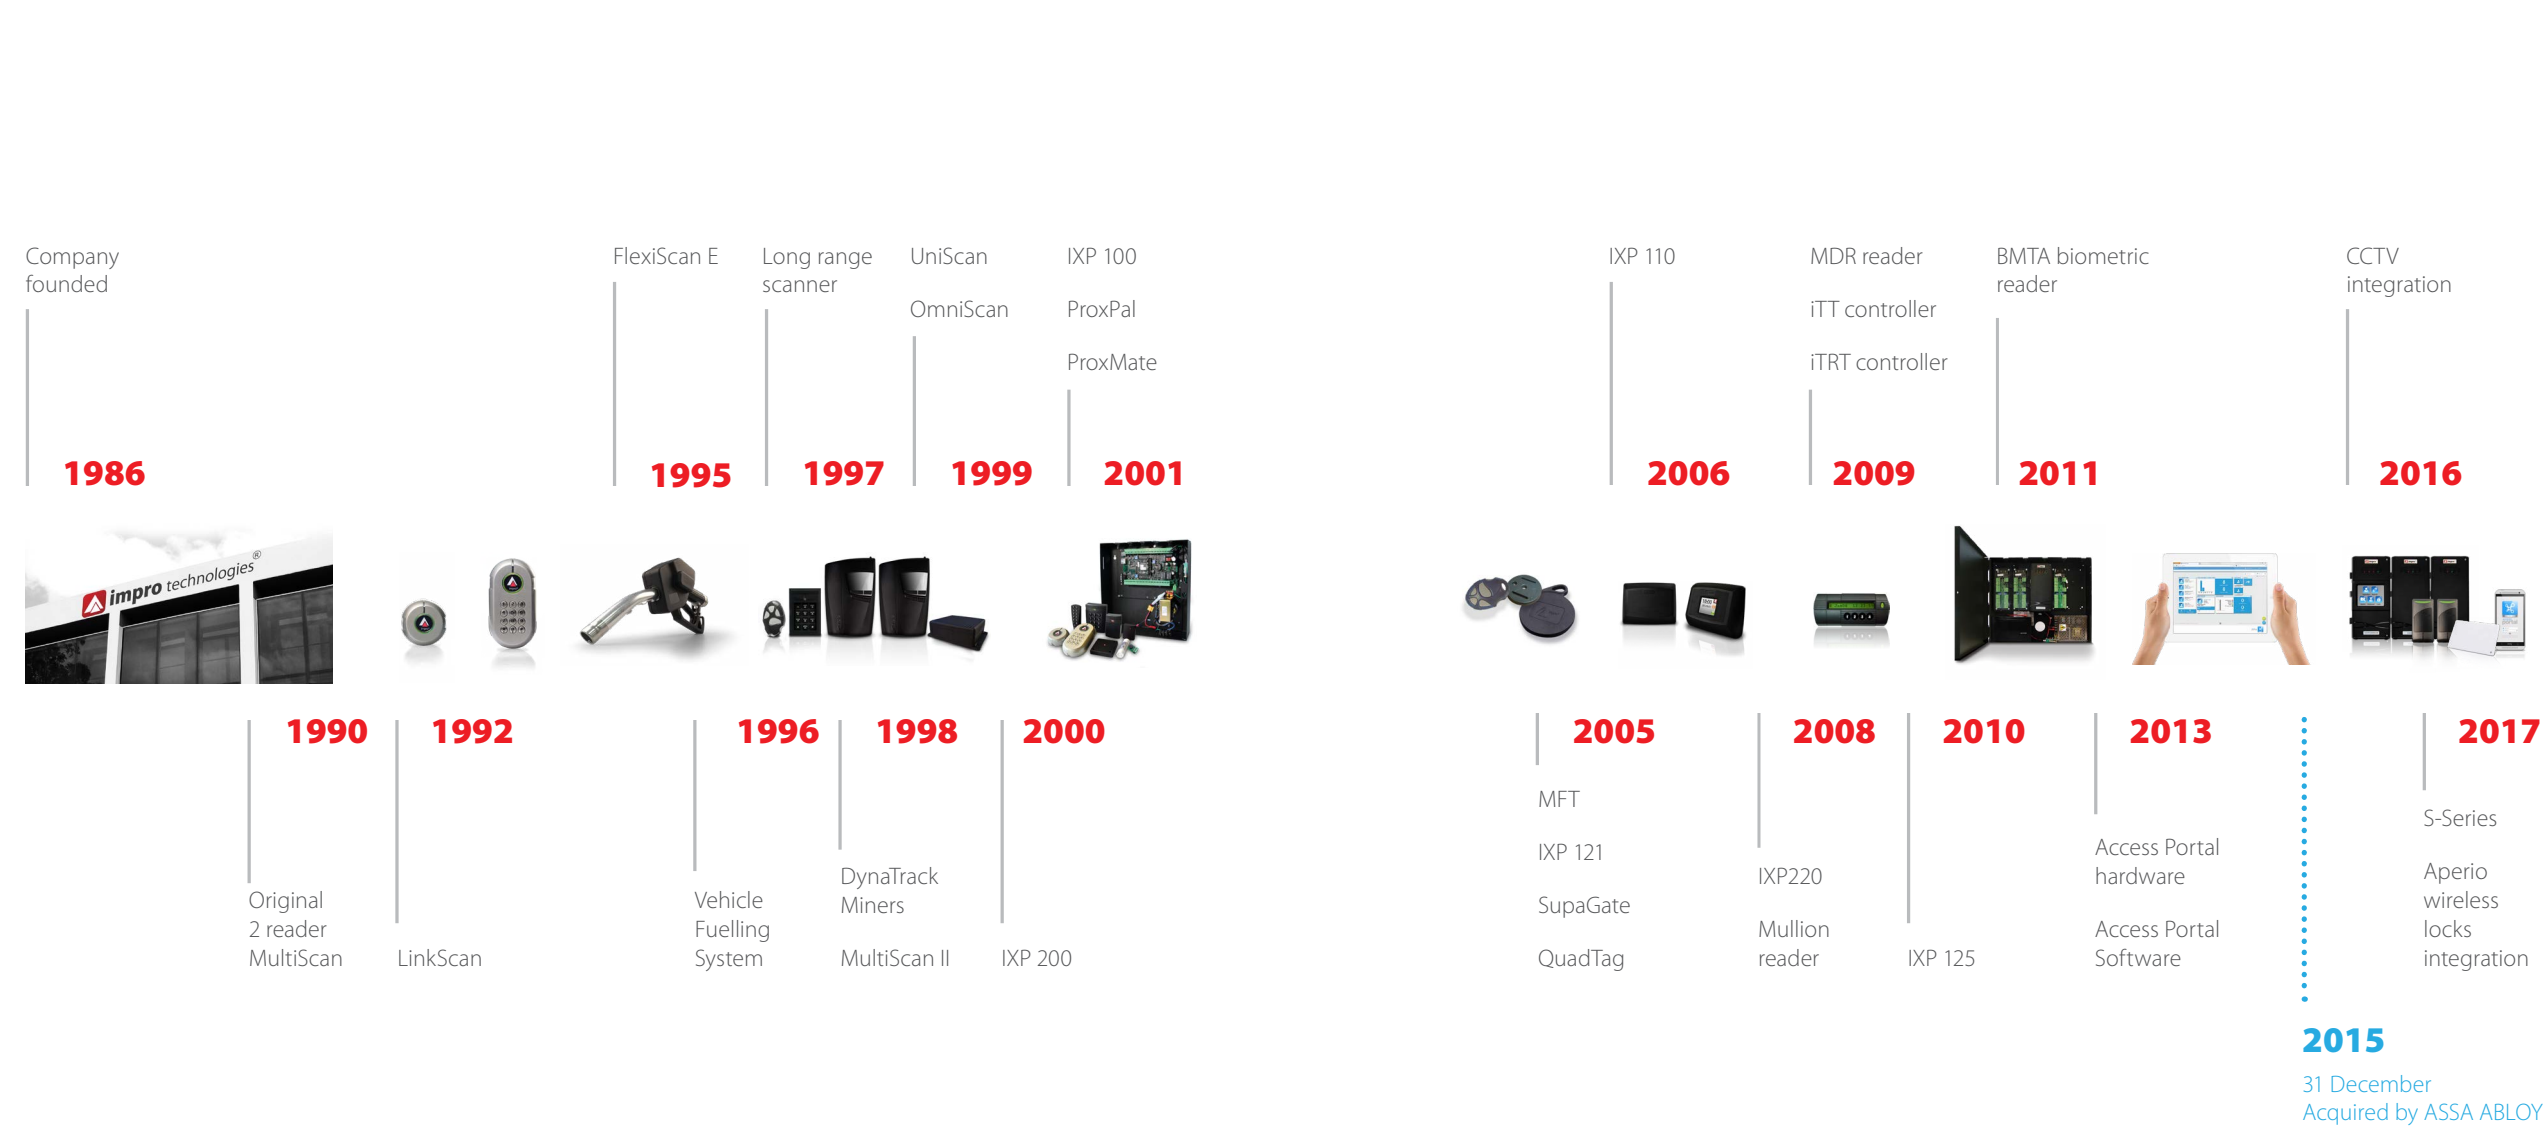 Company
founded
1986
FlexiScan E
1995
Long range
scanner
1997
UniScan
OmniScan
1999
IXP 100
ProxPal
ProxMate
2001
IXP 110
2006
MDR reader
iTT controller
iTRT controller
2009
BMTA biometric
reader
2011
CCTV
integration
2016
impro technologies®
1990
Original
2 reader
MultiScan
1992
LinkScan
1996
Vehicle
Fuelling
System
1998
DynaTrack
Miners
MultiScan II
2000
IXP 200
2005
MFT
IXP 121
SupaGate
QuadTag
2008
IXP220
Mullion
reader
2010
IXP 125
2013
Access Portal
hardware
Access Portal
Software
2017
S-Series
Aperio
wireless
locks
integration
2015
31 December
Acquired by ASSA ABLOY